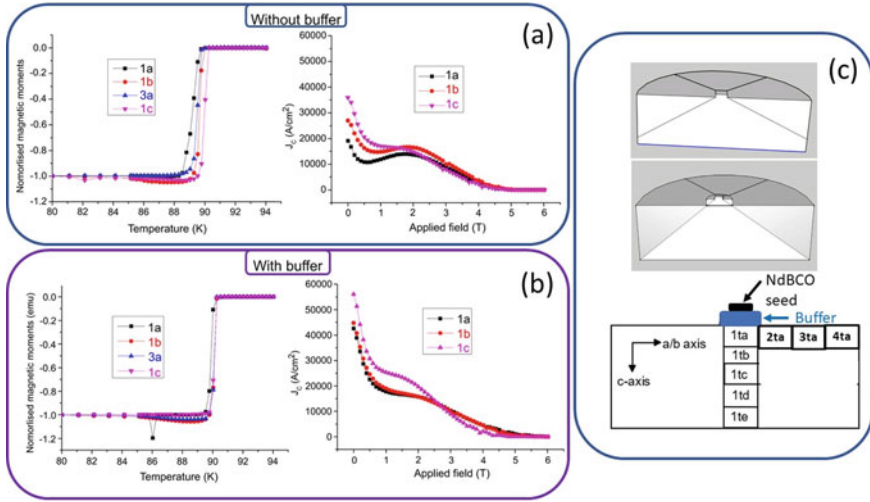 Without buffer
(a)
Nomorlised magnetic moments
0.0
-0.2
-0.4
-0.6
-0.8
-1.0
-1.2
1a
1b
3a
1c
80 82 84 86 88 90 92 94
Temperature (K)
Jc (A/cm²)
60000
50000
40000
30000
20000
10000
0
1a
1b
1c
0 1 2 3 4 5 6
Applied field (T)
With buffer
(b)
Nomorlised magnetic moments (emu)
0.0
-0.2
-0.4
-0.6
-0.8
-1.0
-1.2
1a
1b
3a
1c
80 82 84 86 88 90 92 94
Temperature (K)
Jc (A/cm²)
60000
50000
40000
30000
20000
10000
0
1a
1b
1c
0 1 2 3 4 5 6
Applied field (T)
(c)
NdBCO
seed
Buffer
a/b axis
c-axis
1ta 2ta 3ta 4ta
1tb
1tc
1td
1te